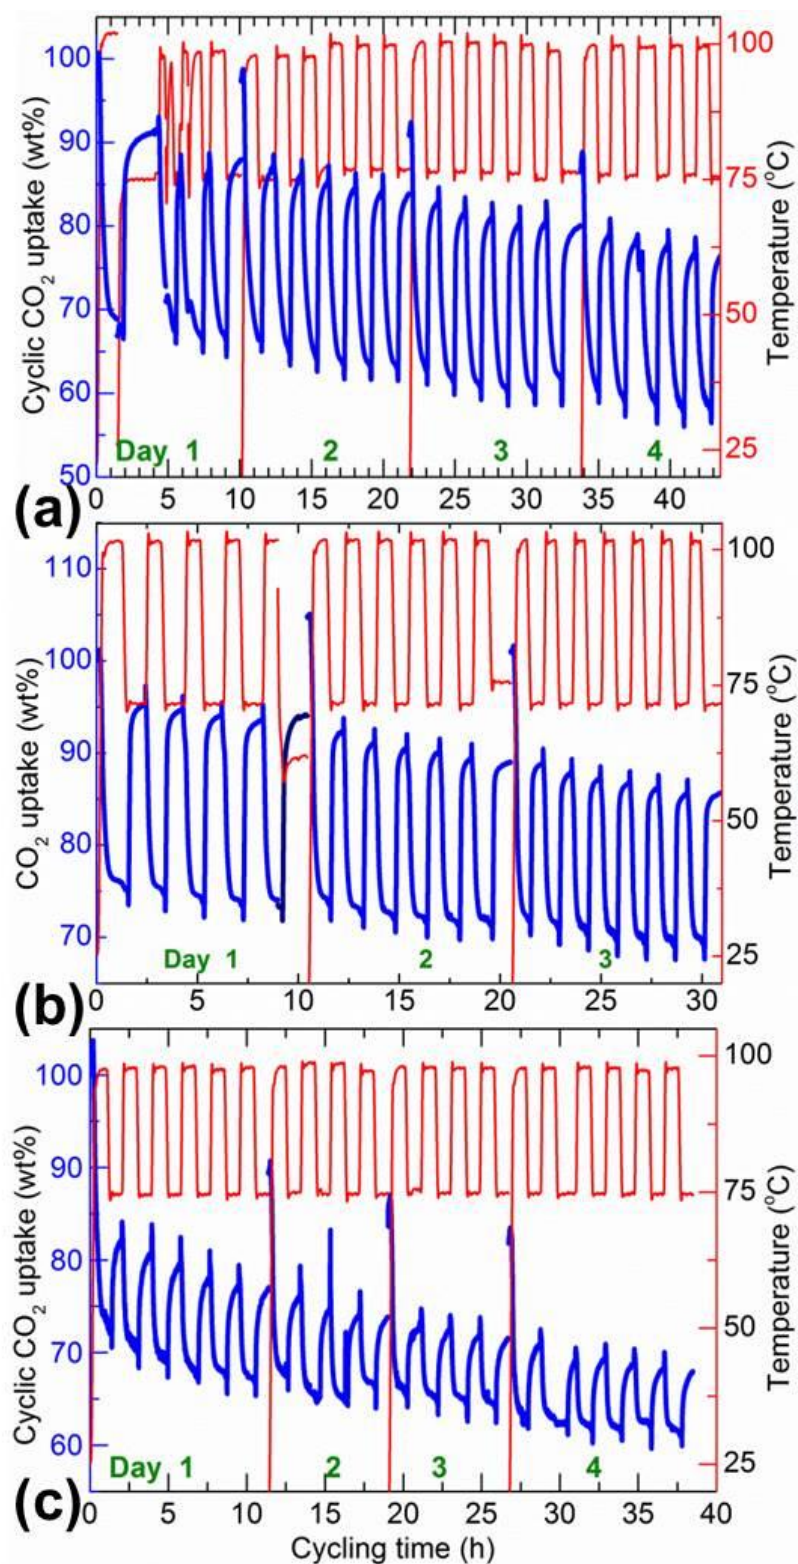 100
90
80
70
60
50
Cyclic CO2 uptake (wt%)
100
75
50
25
Temperature (°C)
Day 1
2
3
4
0 5 10 15 20 25 30 35 40
(a)
110
100
90
80
70
CO2 uptake (wt%)
100
75
50
25
Temperature (°C)
Day 1
2
3
0 5 10 15 20 25 30
(b)
100
90
80
70
60
Cyclic CO2 uptake (wt%)
100
75
50
25
Temperature (°C)
Day 1
2
3
4
0 5 10 15 20 25 30 35 40
(c)
Cycling time (h)